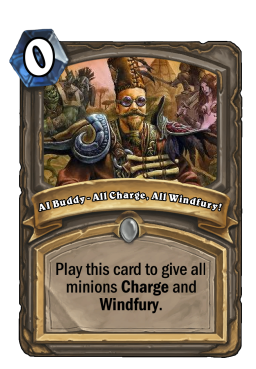 0
AI Buddy - All Charge, All Windfury!
Play this card to give all
minions Charge and
Windfury.